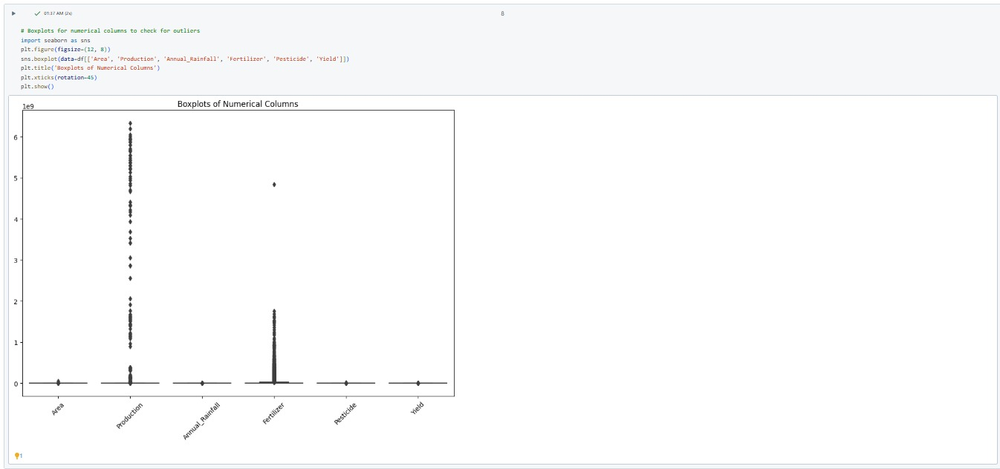 01:37 AM (2s)
8
# Boxplots for numerical columns to check for outliers
import seaborn as sns
plt.figure(figsize=(12, 8))
sns.boxplot(data=df[['Area', 'Production', 'Annual_Rainfall', 'Fertilizer', 'Pesticide', 'Yield']])
plt.title('Boxplots of Numerical Columns')
plt.xticks(rotation=45)
plt.show()
1e9
Boxplots of Numerical Columns
6
5
4
3
2
1
0
Area
Production
Annual_Rainfall
Fertilizer
Pesticide
Yield
1